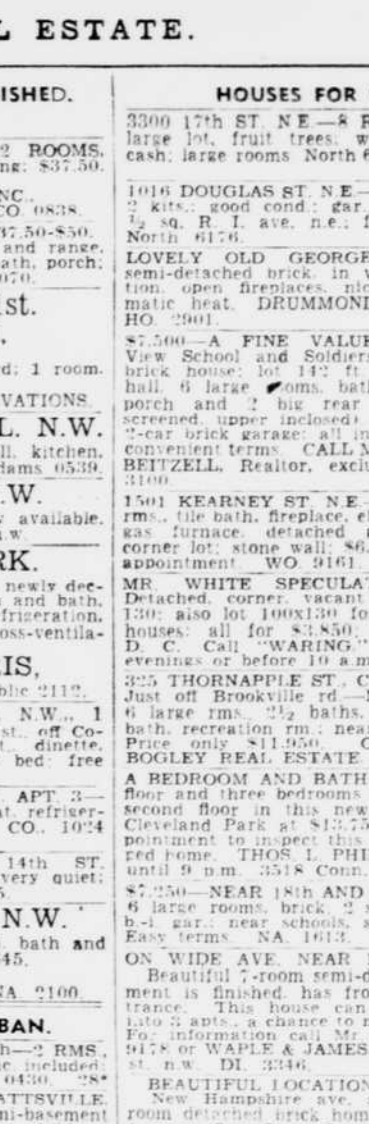 L ESTATE.
ISHED.
2 ROOMS,
ng; $37.50.
NC.,
CO. 0838.
37.50-$50.
and range,
ath, porch;
070.
st.
d; 1 room.
VATIONS.
L. N.W.
ll, kitchen,
dams 0539.
.W.
available.
n.w.
RK.
newly dec-
s and bath,
frigeration,
oss-ventila-
IS,
blic 2112.
N.W., 1
st., off Co-
t., dinette,
bed; free
APT. 3—
at, refriger-
CO., 1024
14th ST.
very quiet;
N.W.
bath and
45.
NA. 2100.
BAN.
h—2 RMS.,
ic included;
0430. 28*
ATTSVILLE.
ni-basement
HOUSES FOR
3300 17th ST. N.E.—8 R
large lot, fruit trees; w
cash; large rooms North 6
1016 DOUGLAS ST. N.E.—
2 kits.; good cond.; gar.
½ sq. R. I. ave. n.e.; f
North 6176.
LOVELY OLD GEORGE
semi-detached brick, in v
tion, open fireplaces, nic
matic heat. DRUMMOND
HO. 2901.
$7,500—A FINE VALUE
View School and Soldiers
brick house; lot 142 ft.
hall, 6 large rooms, bath
porch and 2 big rear
screened, upper inclosed)
2-car brick garage; all in
convenient terms. CALL M
BEITZELL, Realtor, exclu
3100.
1501 KEARNEY ST. N.E.—
rms., tile bath, fireplace, el
gas furnace, detached
corner lot; stone wall; $6,
appointment. WO. 9161.
MR. WHITE SPECULAT
Detached, corner, vacant
130; also lot 100x130 fo
houses; all for $3,850;
D. C. Call "WARING,"
evenings or before 10 a.m
325 THORNAPPLE ST., C
Just off Brookville rd.—N
6 large rms., 2½ baths,
bath, recreation rm.; near
Price only $11,950. C
BOGLEY REAL ESTATE
A BEDROOM AND BATH
floor and three bedrooms
second floor in this new
Cleveland Park at $13,75
pointment to inspect this
red home. THOS. L. PHI
until 9 p.m. 3518 Conn.
$7,250—NEAR 18th AND
6 large rooms, brick, 2 s
b.-i. gar.; near schools, s
Easy terms. NA. 1613.
ON WIDE AVE. NEAR
Beautiful 7-room semi-d
ment is finished, has fro
trance. This house can
into 3 apts., a chance to m
For information call Mr.
9178 or WAPLE & JAMES
st. n.w. DI. 3346.
BEAUTIFUL LOCATION
New Hampshire ave.
room detached brick hom